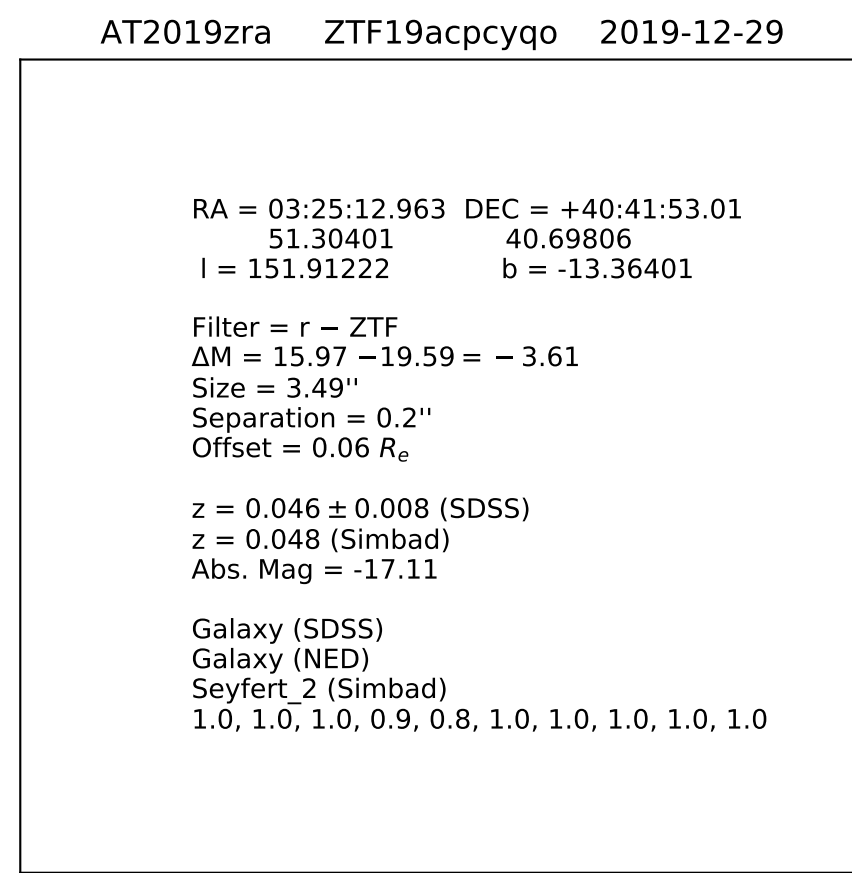 AT2019zra ZTF19acpcyqo 2019-12-29
RA = 03:25:12.963 DEC = +40:41:53.01
51.30401 40.69806
l = 151.91222 b = -13.36401
Filter = r − ZTF
ΔM = 15.97 −19.59 = − 3.61
Size = 3.49''
Separation = 0.2''
Offset = 0.06 Re
z = 0.046 ± 0.008 (SDSS)
z = 0.048 (Simbad)
Abs. Mag = -17.11
Galaxy (SDSS)
Galaxy (NED)
Seyfert_2 (Simbad)
1.0, 1.0, 1.0, 0.9, 0.8, 1.0, 1.0, 1.0, 1.0, 1.0